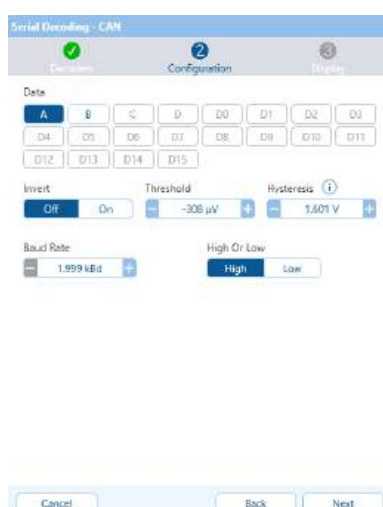 Serial Decoding - CAN
2 3
Decoders Configuration Display
Data
A B C D D0 D1 D2 D3
D4 D5 D6 D7 D8 D9 D10 D11
D12 D13 D14 D15
Invert Threshold Hysteresis i
Off On - -308 µV + - 1.601 V +
Baud Rate High Or Low
- 1.999 kBd + High Low
Cancel Back Next